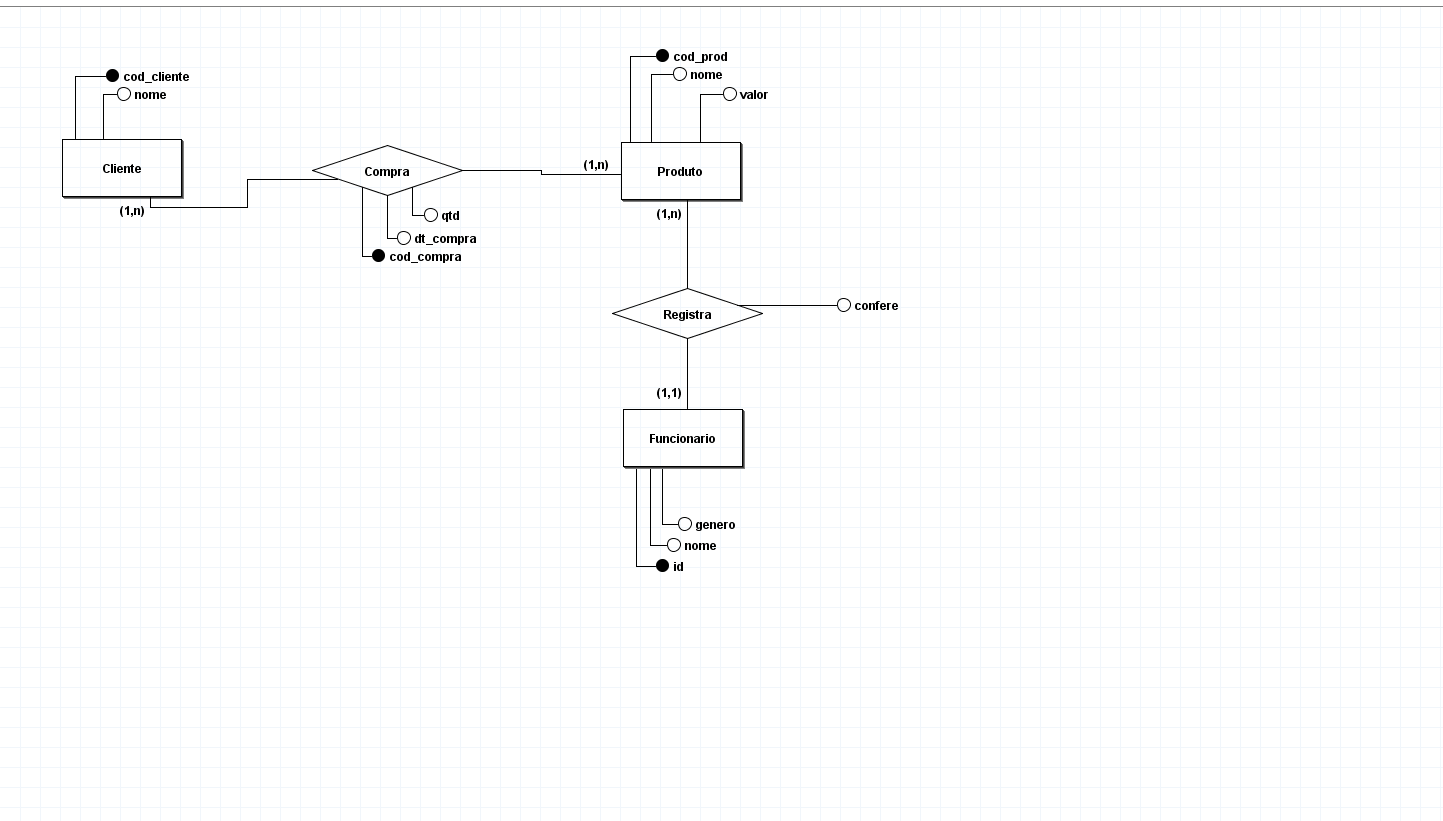 cod_cliente
nome
Cliente
(1,n)
Compra
qtd
dt_compra
cod_compra
(1,n)
cod_prod
nome
valor
Produto
(1,n)
Registra
confere
(1,1)
Funcionario
genero
nome
id